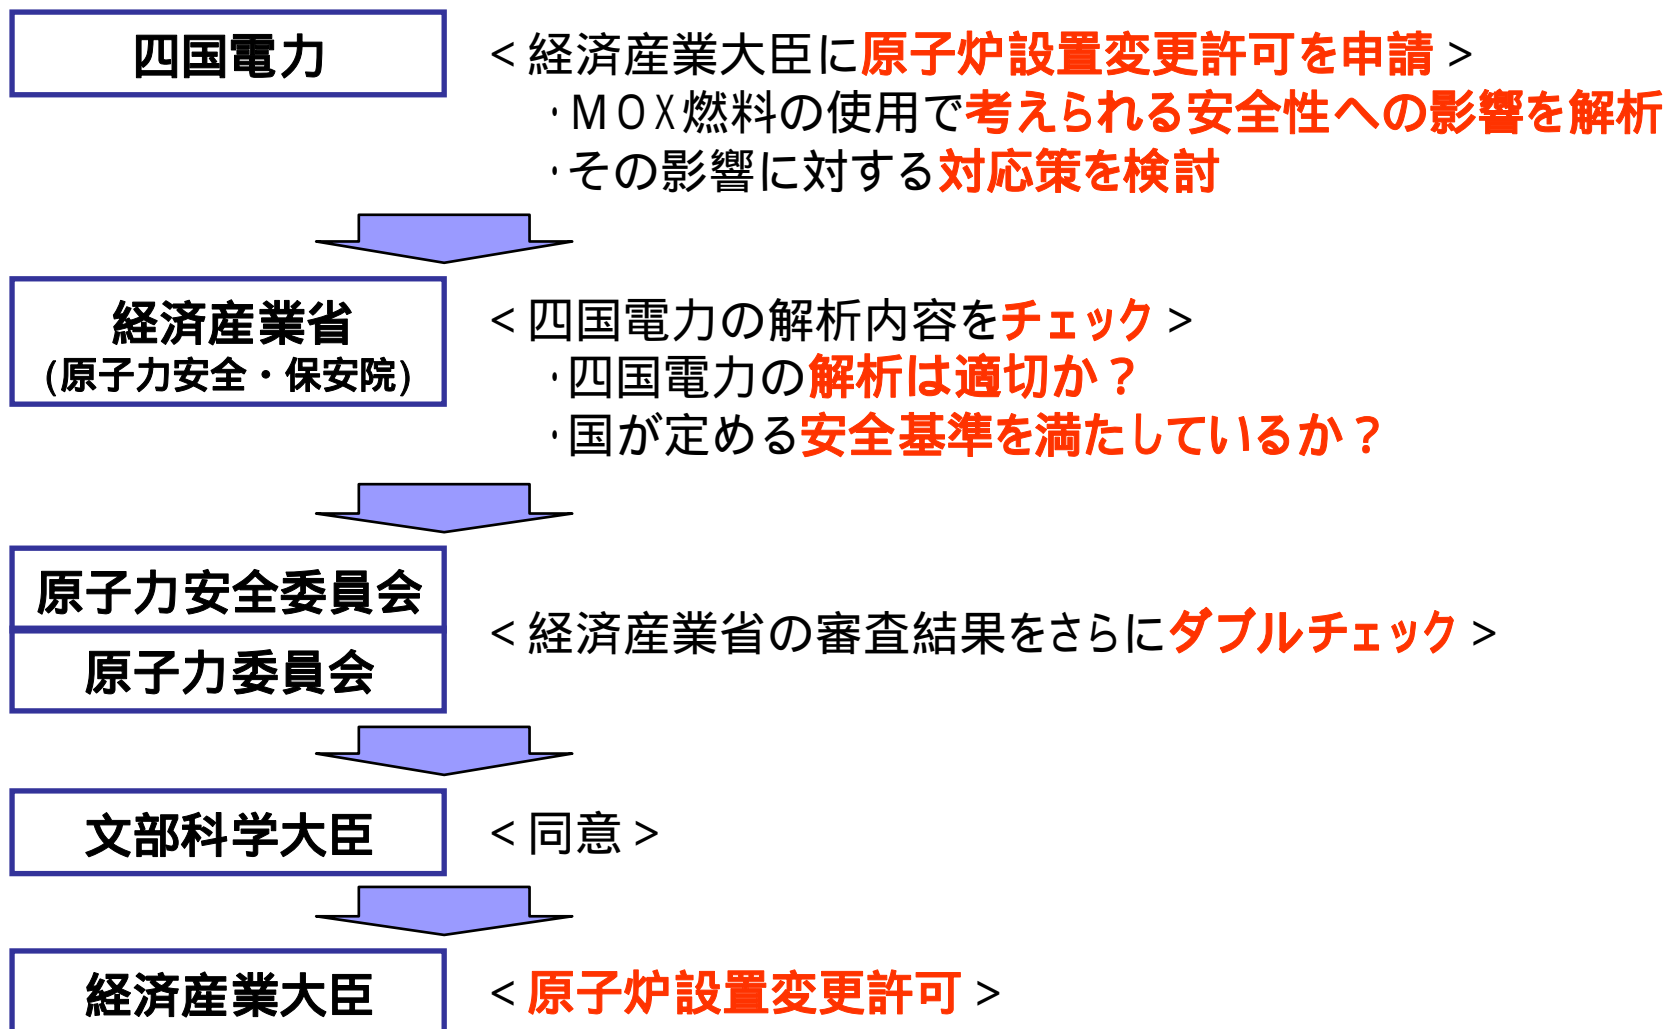 四国電力
＜経済産業大臣に原子炉設置変更許可を申請＞
・ＭＯＸ燃料の使用で考えられる安全性への影響を解析
・その影響に対する対応策を検討
経済産業省
(原子力安全・保安院)
＜四国電力の解析内容をチェック＞
・四国電力の解析は適切か？
・国が定める安全基準を満たしているか？
原子力安全委員会
原子力委員会
＜経済産業省の審査結果をさらにダブルチェック＞
文部科学大臣
＜同意＞
経済産業大臣
＜原子炉設置変更許可＞